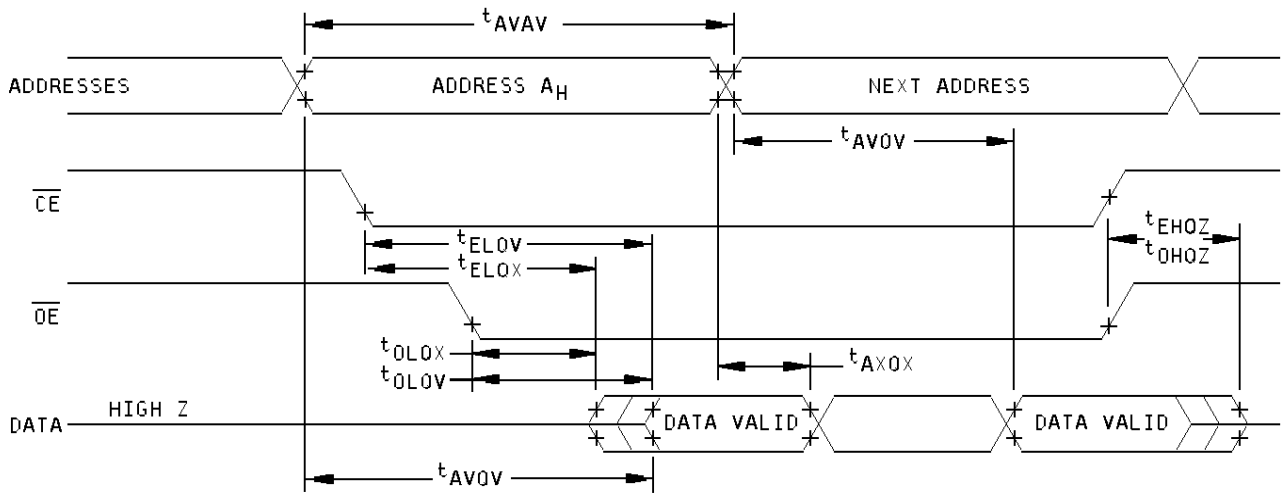 tAVAV
ADDRESSES
ADDRESS AH
NEXT ADDRESS
tAVOV
CE
tELOV
tELOX
tEHOZ
tOHOZ
OE
tOLOX
tOLOV
tAXOX
DATA
HIGH Z
DATA VALID
DATA VALID
tAVOV